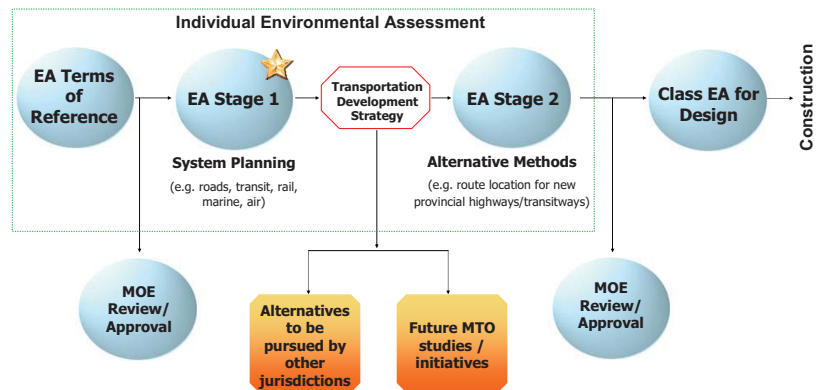 Individual Environmental Assessment
EA Terms
of
Reference
EA Stage 1
Transportation
Development
Strategy
EA Stage 2
Class EA for
Design
Construction
System Planning
(e.g. roads, transit, rail,
marine, air)
Alternative Methods
(e.g. route location for new
provincial highways/transitways)
MOE
Review/
Approval
Alternatives
to be
pursued by
other
jurisdictions
Future MTO
studies /
initiatives
MOE
Review/
Approval